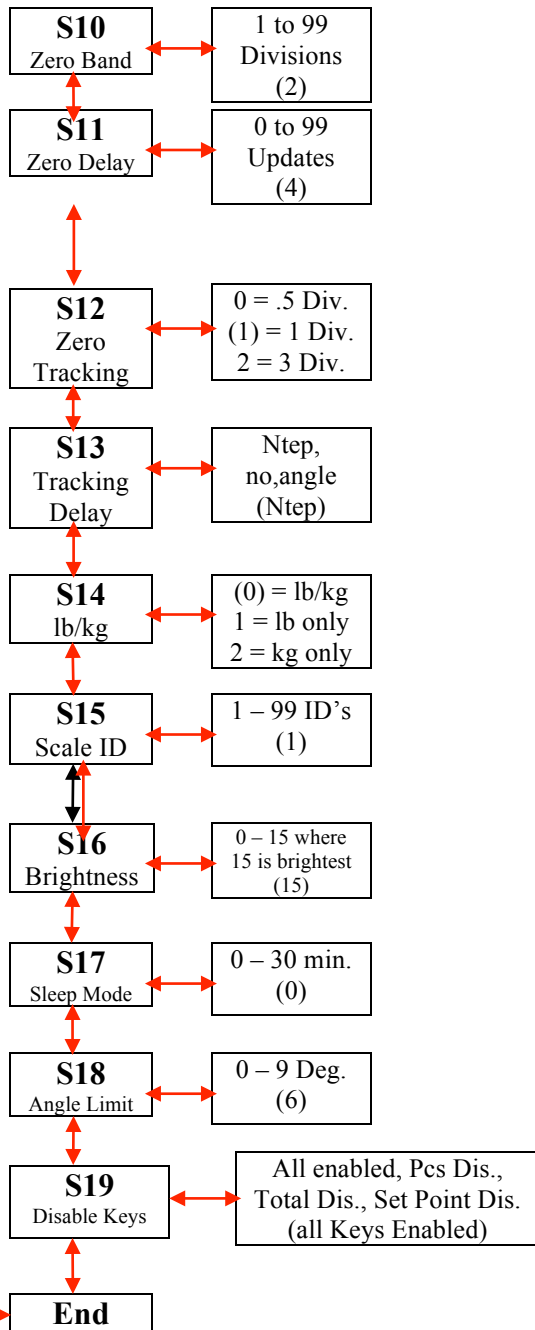 S10
Zero Band
1 to 99
Divisions
(2)
S11
Zero Delay
0 to 99
Updates
(4)
S12
Zero
Tracking
0 = .5 Div.
(1) = 1 Div.
2 = 3 Div.
S13
Tracking
Delay
Ntep,
no,angle
(Ntep)
S14
lb/kg
(0) = lb/kg
1 = lb only
2 = kg only
S15
Scale ID
1 – 99 ID’s
(1)
S16
Brightness
0 – 15 where
15 is brightest
(15)
S17
Sleep Mode
0 – 30 min.
(0)
S18
Angle Limit
0 – 9 Deg.
(6)
S19
Disable Keys
All enabled, Pcs Dis.,
Total Dis., Set Point Dis.
(all Keys Enabled)
End